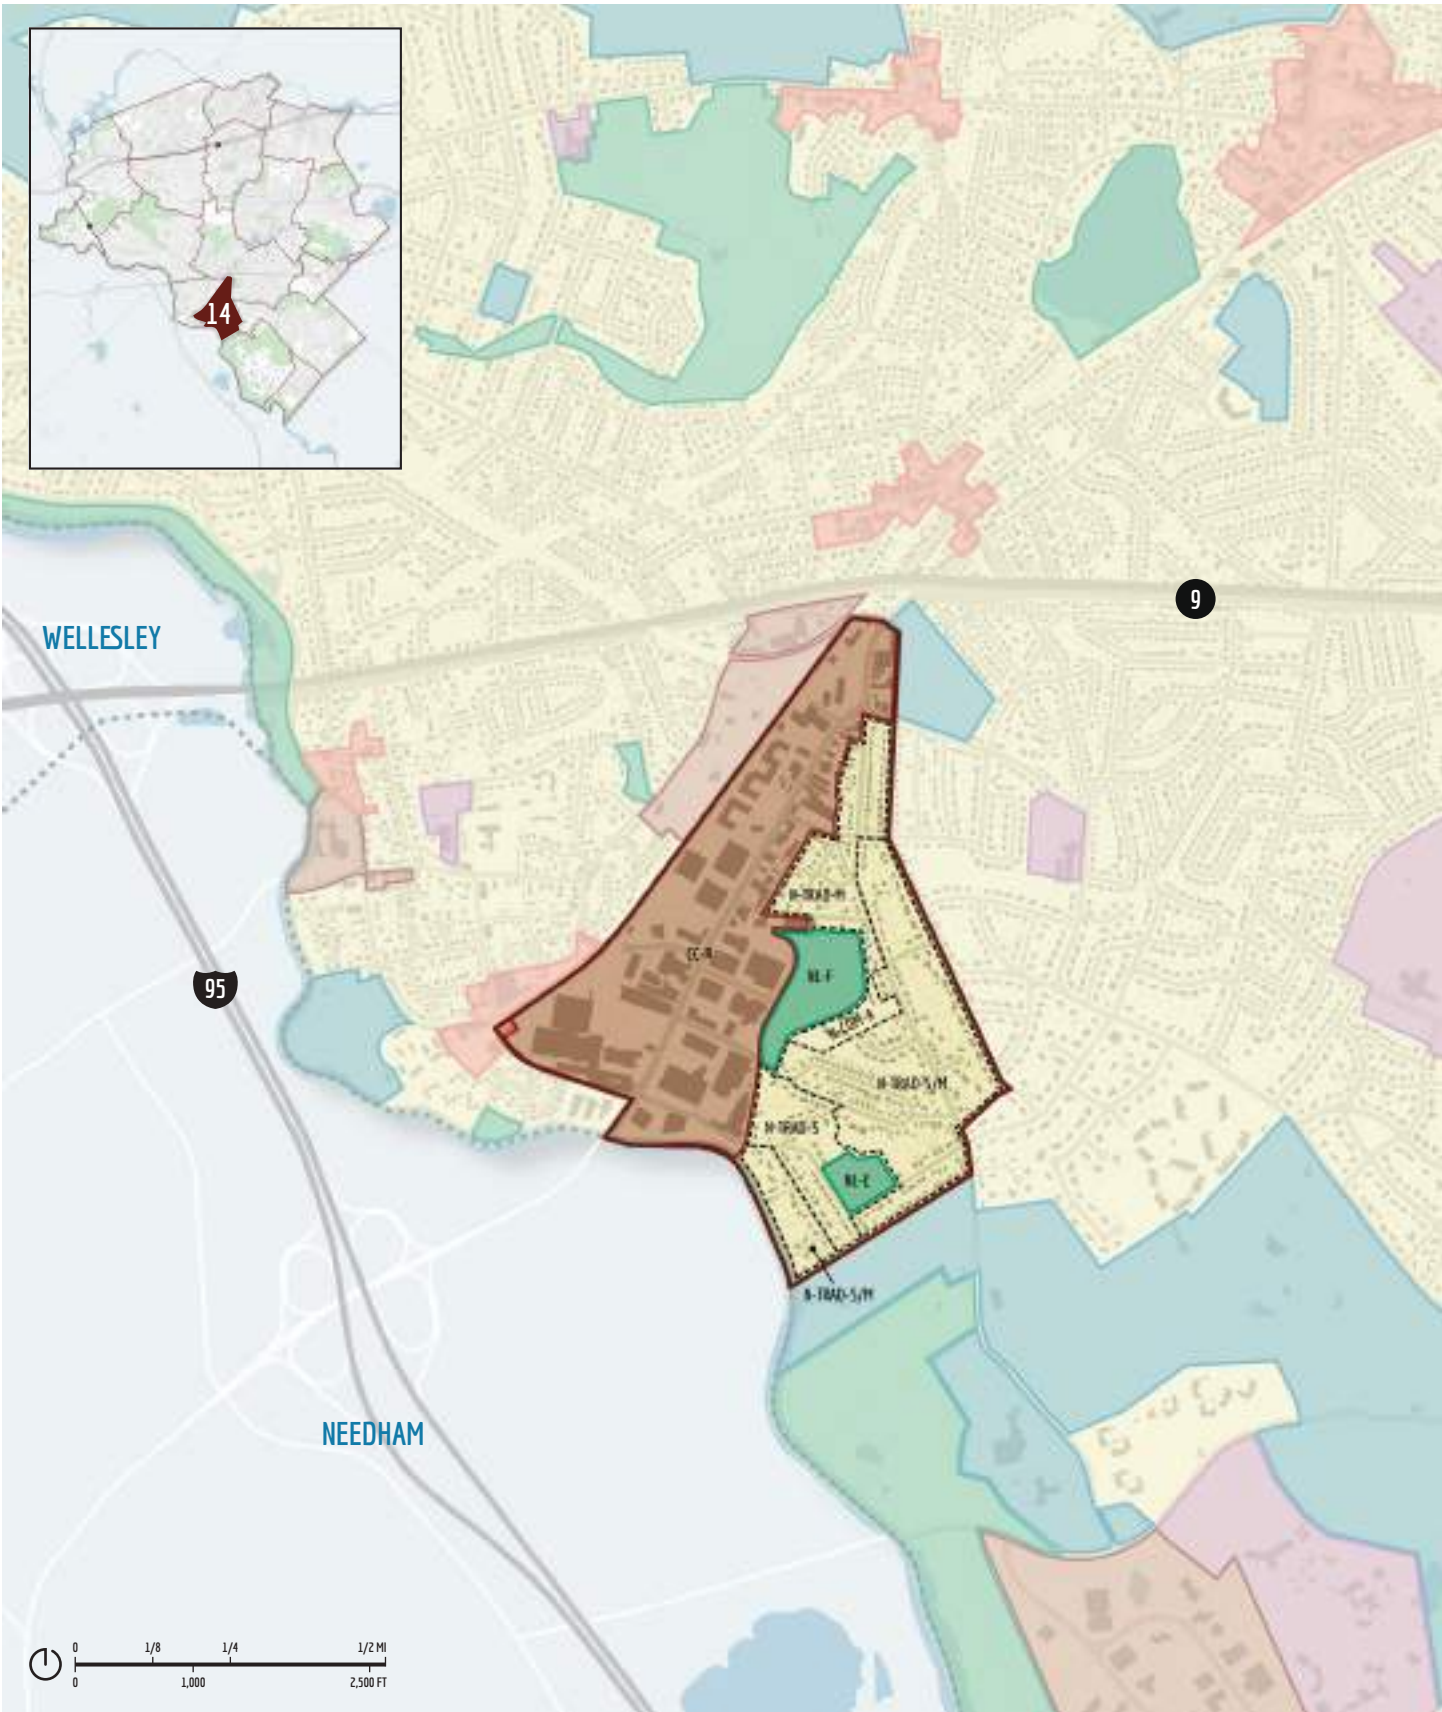 14
9
WELLESLEY
N-TRAD-M
CC-R
NL-F
95
N-TRAD-S/M
N-TRAD-S
NL-E
N-TRAD-S/M
NEEDHAM
0 1/8 1/4 1/2 MI
0 1,000 2,500 FT